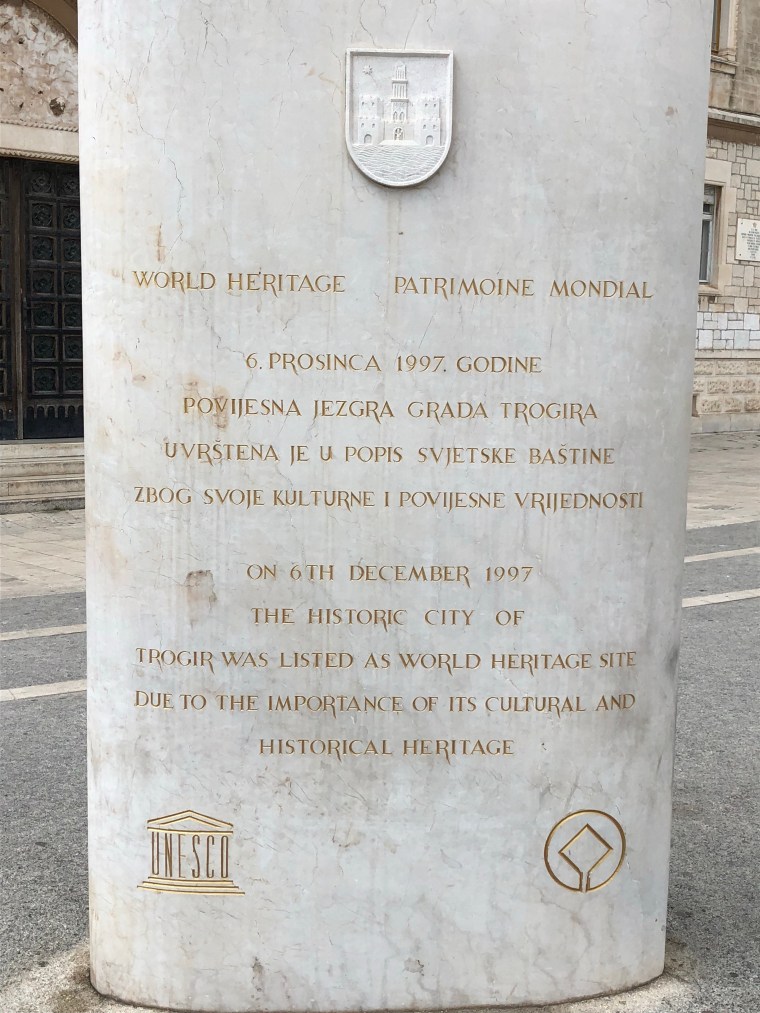 WORLD HERITAGE PATRIMOINE MONDIAL
6. PROSINCA 1997. GODINE
POVIJESNA JEZGRA GRADA TROGIRA
UVRŠTENA JE U POPIS SVJETSKE BAŠTINE
ZBOG SVOJE KULTURNE I POVIJESNE VRIJEDNOSTI
ON 6TH DECEMBER 1997
THE HISTORIC CITY OF
TROGIR WAS LISTED AS WORLD HERITAGE SITE
DUE TO THE IMPORTANCE OF ITS CULTURAL AND
HISTORICAL HERITAGE
UNESCO